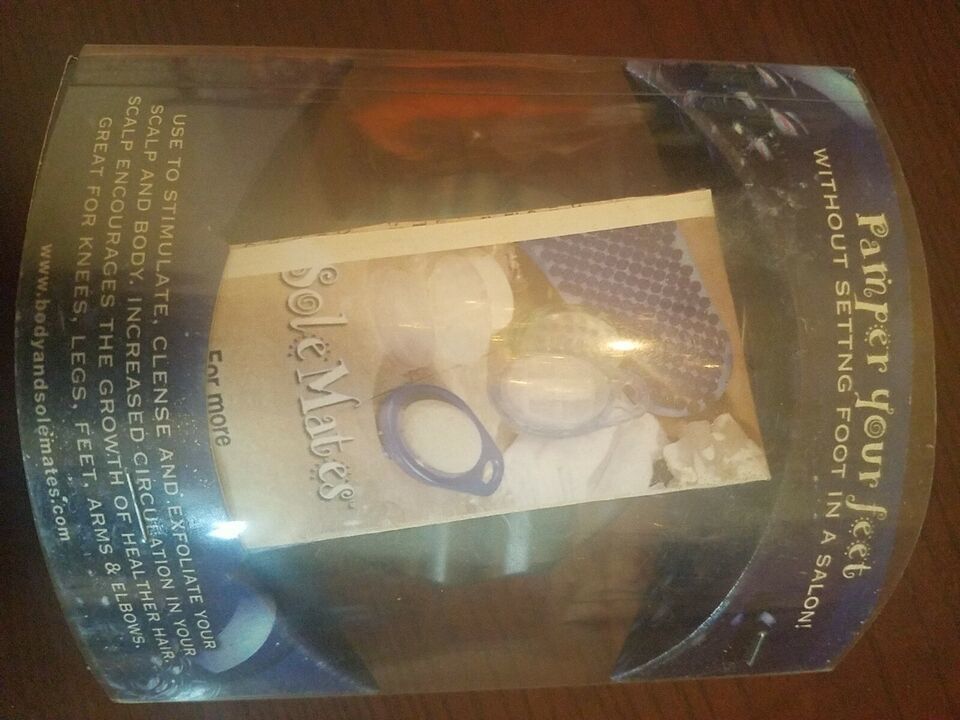 Pamper Your feet
WITHOUT SETTNG FOOT IN A SALON!
Sole Mates™
For more
USE TO STIMULATE, CLENSE AND EXFOLIATE YOUR
SCALP AND BODY. INCREASED CIRCULATION IN YOUR
SCALP ENCOURAGES THE GROWTH OF HEALTHER HAIR.
GREAT FOR KNEES, LEGS, FEET, ARMS & ELBOWS.
www.bodyandsolemates.com